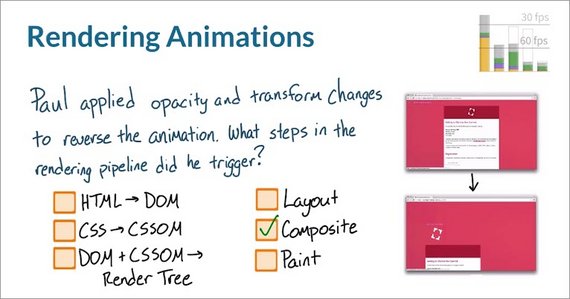 Rendering Animations
30 fps
60 fps
Paul applied opacity and transform changes
to reverse the animation. What steps in the
rendering pipeline did he trigger?
HTML → DOM
CSS → CSSOM
DOM + CSSOM →
Render Tree
Layout
Composite
Paint